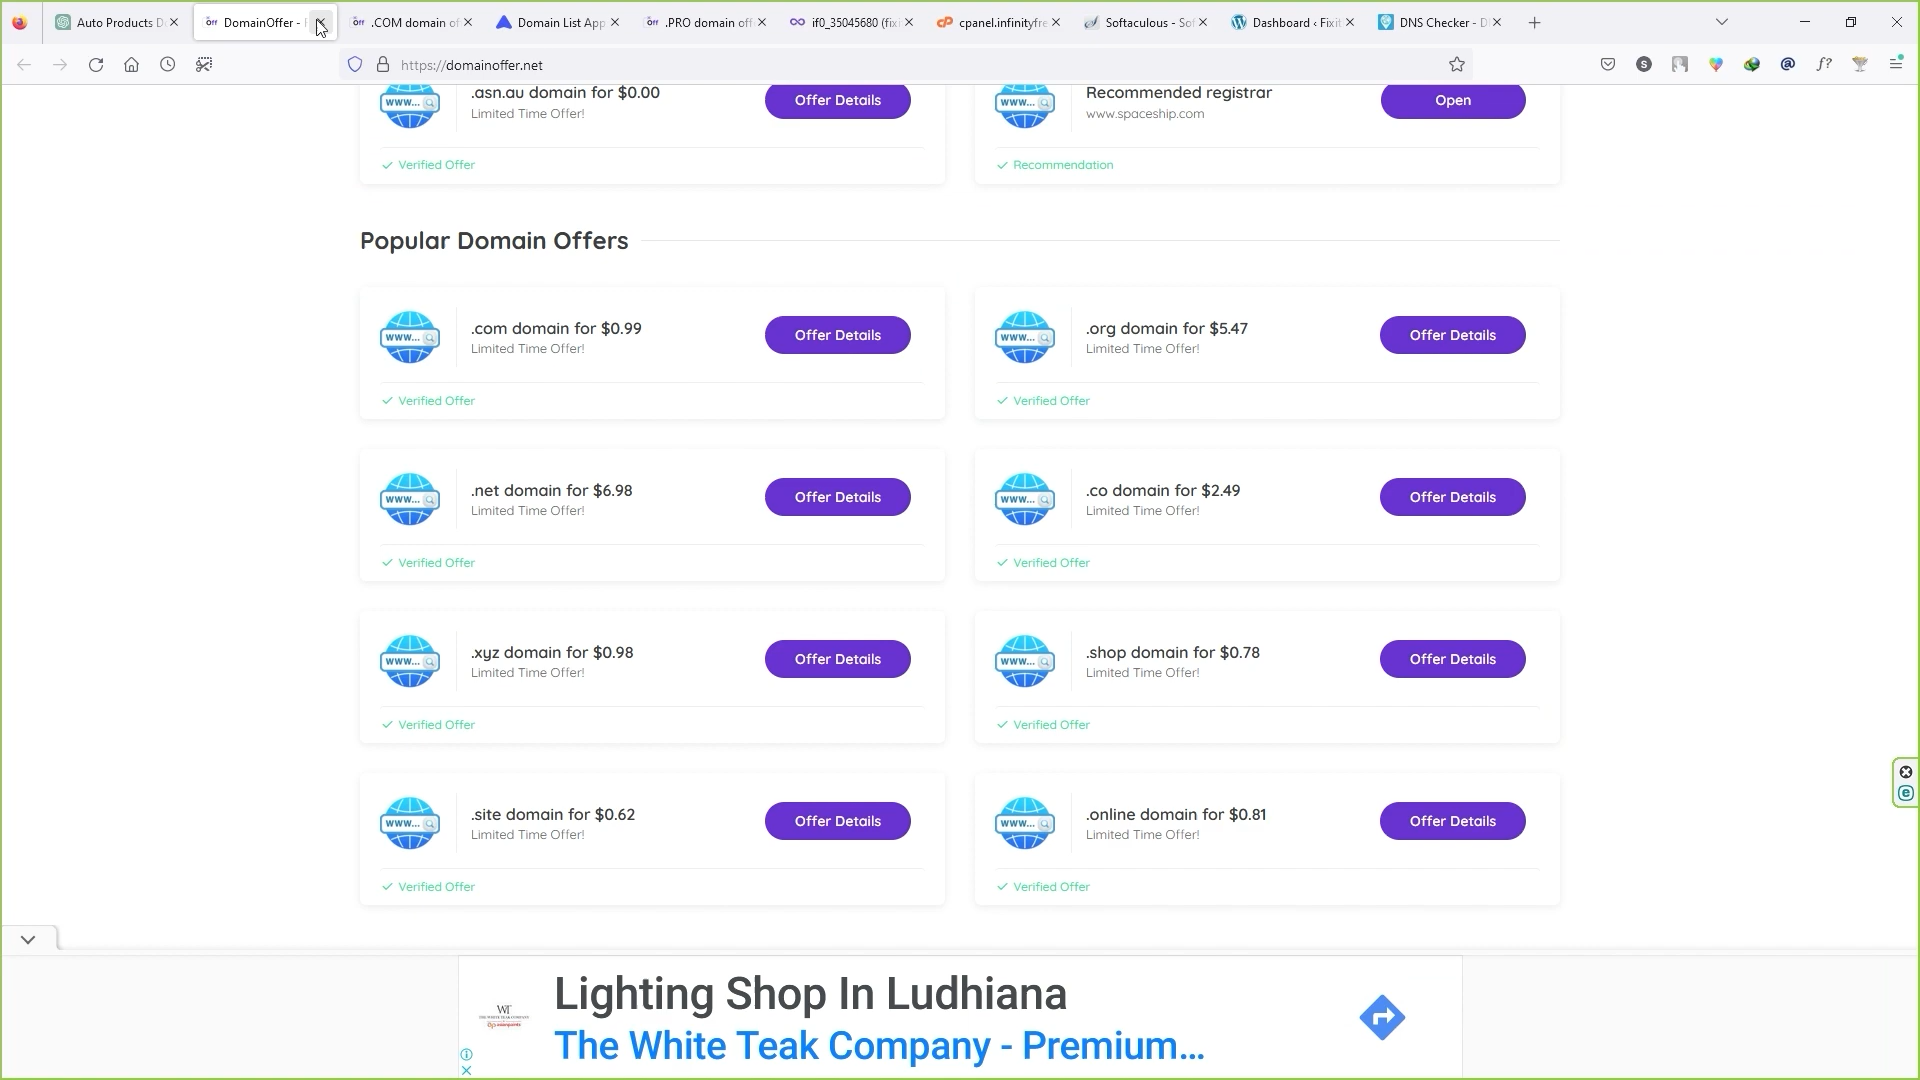 Auto Products D
DomainOffer -
.COM domain of
Domain List App
.PRO domain off
if0_35045680 (fixi
cpanel.infinityfre
Softaculous - Sof
Dashboard ‹ Fixit
DNS Checker - D
https://domainoffer.net
.asn.au domain for $0.00
Limited Time Offer!
Offer Details
Verified Offer
Recommended registrar
www.spaceship.com
Open
Recommendation
Popular Domain Offers
.com domain for $0.99
Limited Time Offer!
Offer Details
Verified Offer
.org domain for $5.47
Limited Time Offer!
Offer Details
Verified Offer
.net domain for $6.98
Limited Time Offer!
Offer Details
Verified Offer
.co domain for $2.49
Limited Time Offer!
Offer Details
Verified Offer
.xyz domain for $0.98
Limited Time Offer!
Offer Details
Verified Offer
.shop domain for $0.78
Limited Time Offer!
Offer Details
Verified Offer
.site domain for $0.62
Limited Time Offer!
Offer Details
Verified Offer
.online domain for $0.81
Limited Time Offer!
Offer Details
Verified Offer
Lighting Shop In Ludhiana
The White Teak Company - Premium...